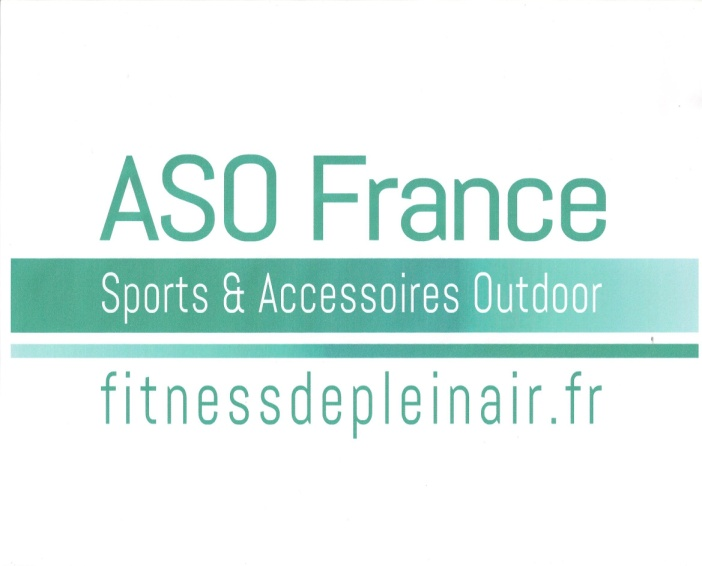 ASO France
Sports & Accessoires Outdoor
fitnessdepleinair.fr